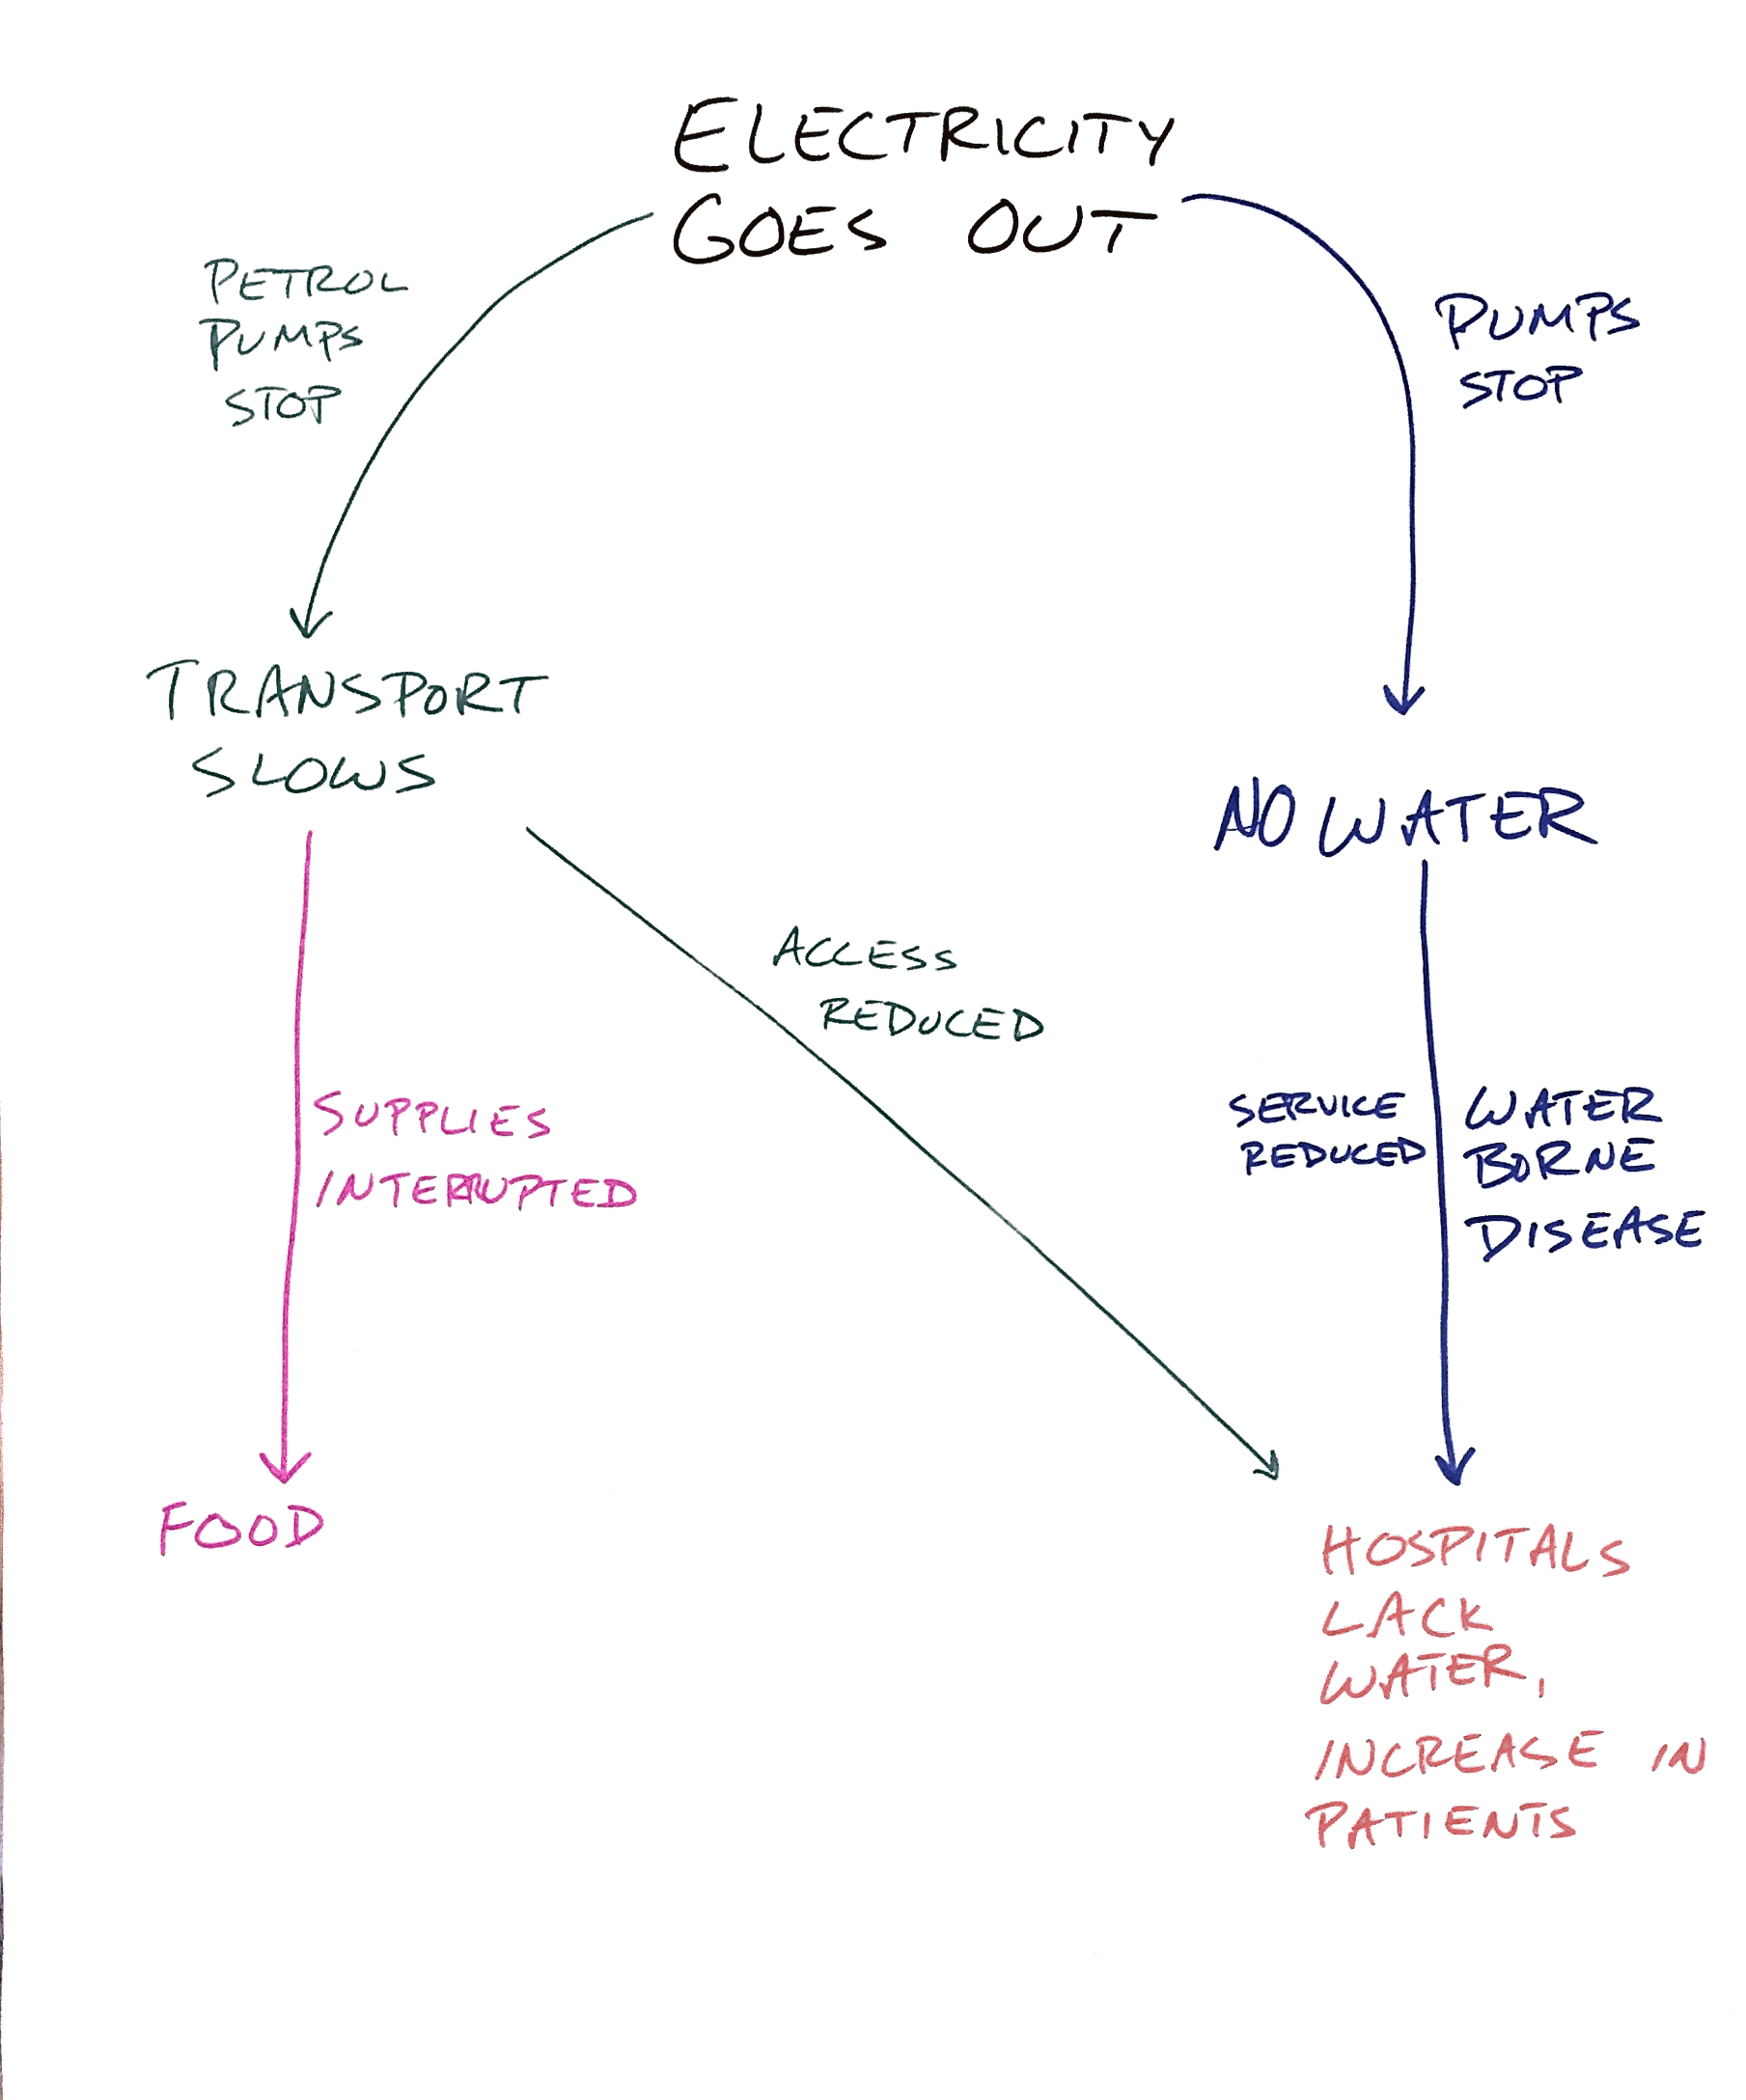 ELECTRICITY
GOES OUT
PETROL
PUMPS
STOP
PUMPS
STOP
TRANSPORT
SLOWS
NO WATER
ACCESS
REDUCED
SUPPLIES
INTERRUPTED
SERVICE
REDUCED
WATER
BORNE
DISEASE
FOOD
HOSPITALS
LACK
WATER,
INCREASE IN
PATIENTS